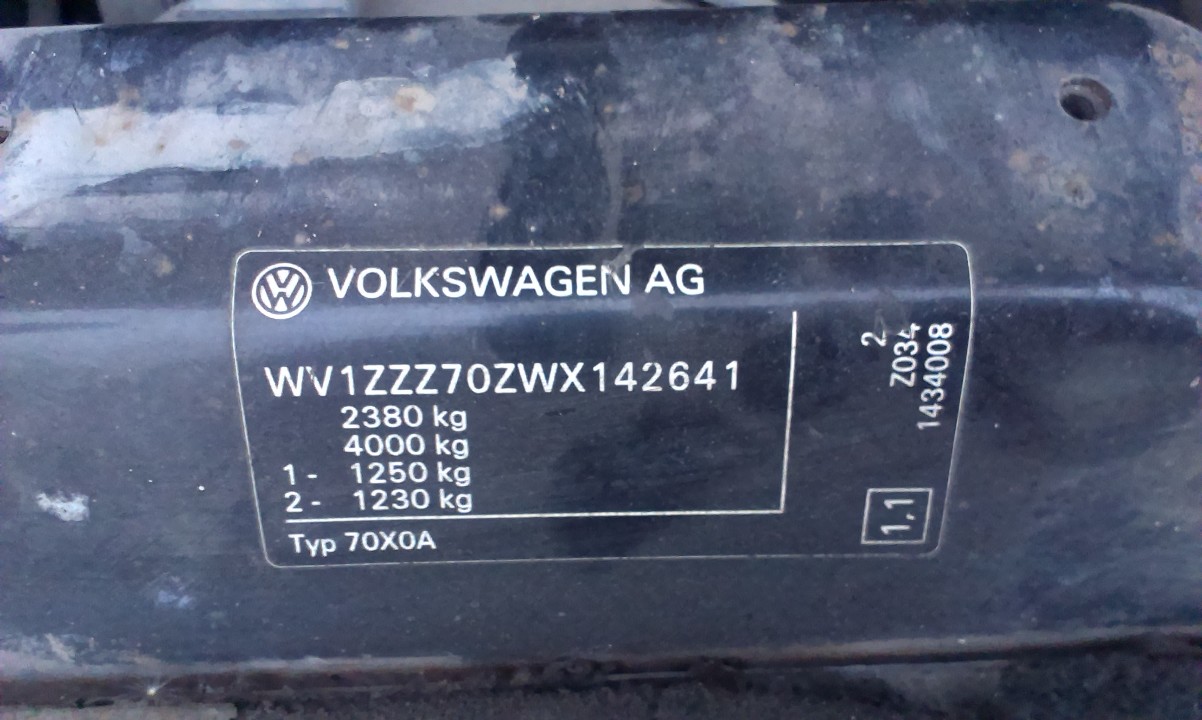 VOLKSWAGEN AG
WV1ZZZ70ZWX142641
2380 kg
4000 kg
1- 1250 kg
2- 1230 kg
Typ 70X0A
2
Z034
1434008
1.1